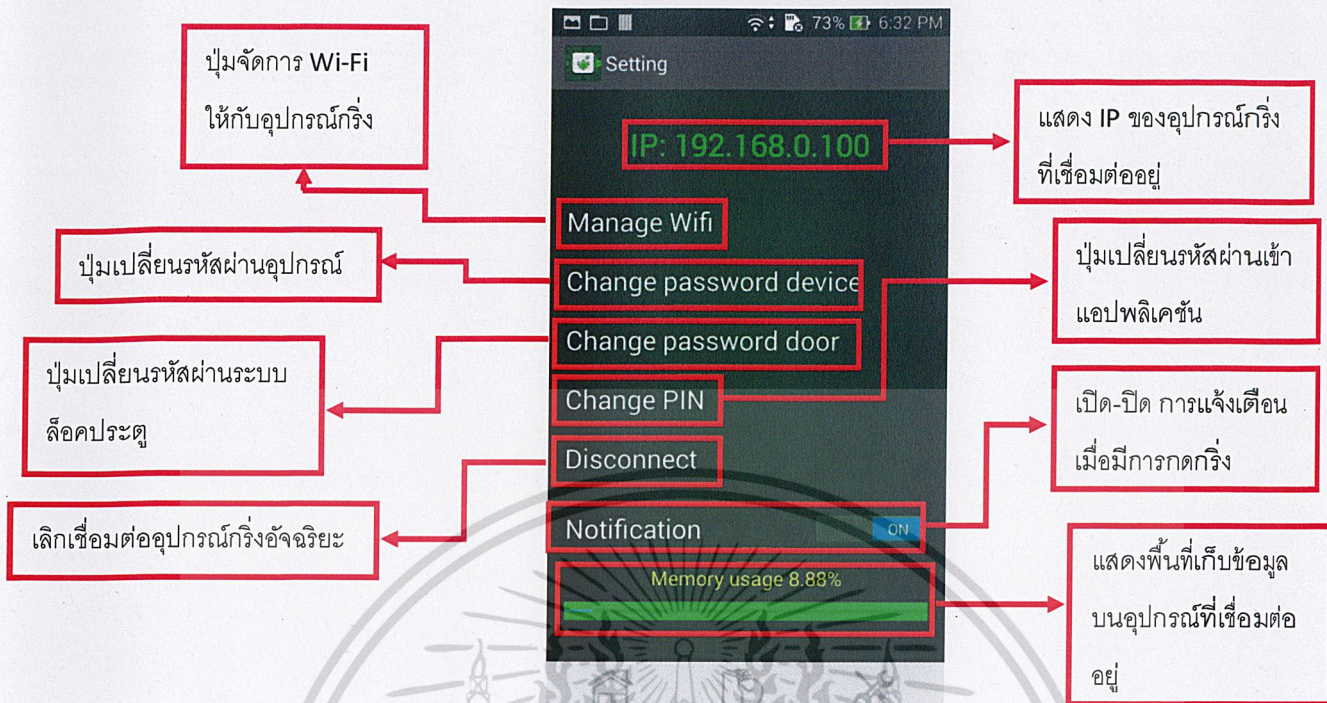 ปุ่มจัดการ Wi-Fi
ให้กับอุปกรณ์กริ่ง
ปุ่มเปลี่ยนรหัสผ่านอุปกรณ์
ปุ่มเปลี่ยนรหัสผ่านระบบ
ล็อคประตู
เลิกเชื่อมต่ออุปกรณ์กริ่งอัจฉริยะ
73% 6:32 PM
Setting
IP: 192.168.0.100
Manage Wifi
Change password device
Change password door
Change PIN
Disconnect
Notification ON
Memory usage 8.88%
แสดง IP ของอุปกรณ์กริ่ง
ที่เชื่อมต่ออยู่
ปุ่มเปลี่ยนรหัสผ่านเข้า
แอปพลิเคชัน
เปิด-ปิด การแจ้งเตือน
เมื่อมีการกดกริ่ง
แสดงพื้นที่เก็บข้อมูล
บนอุปกรณ์ที่เชื่อมต่อ
อยู่